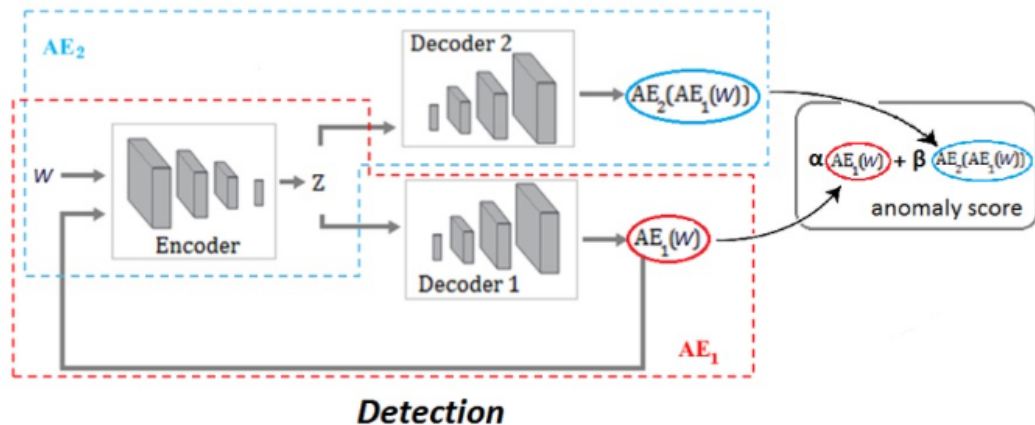 AE₂
Decoder 2
AE₂(AE₁(W))
W
Z
α AE₁(W) + β AE₂(AE₁(W))
anomaly score
Encoder
AE₁(W)
Decoder 1
AE₁
Detection